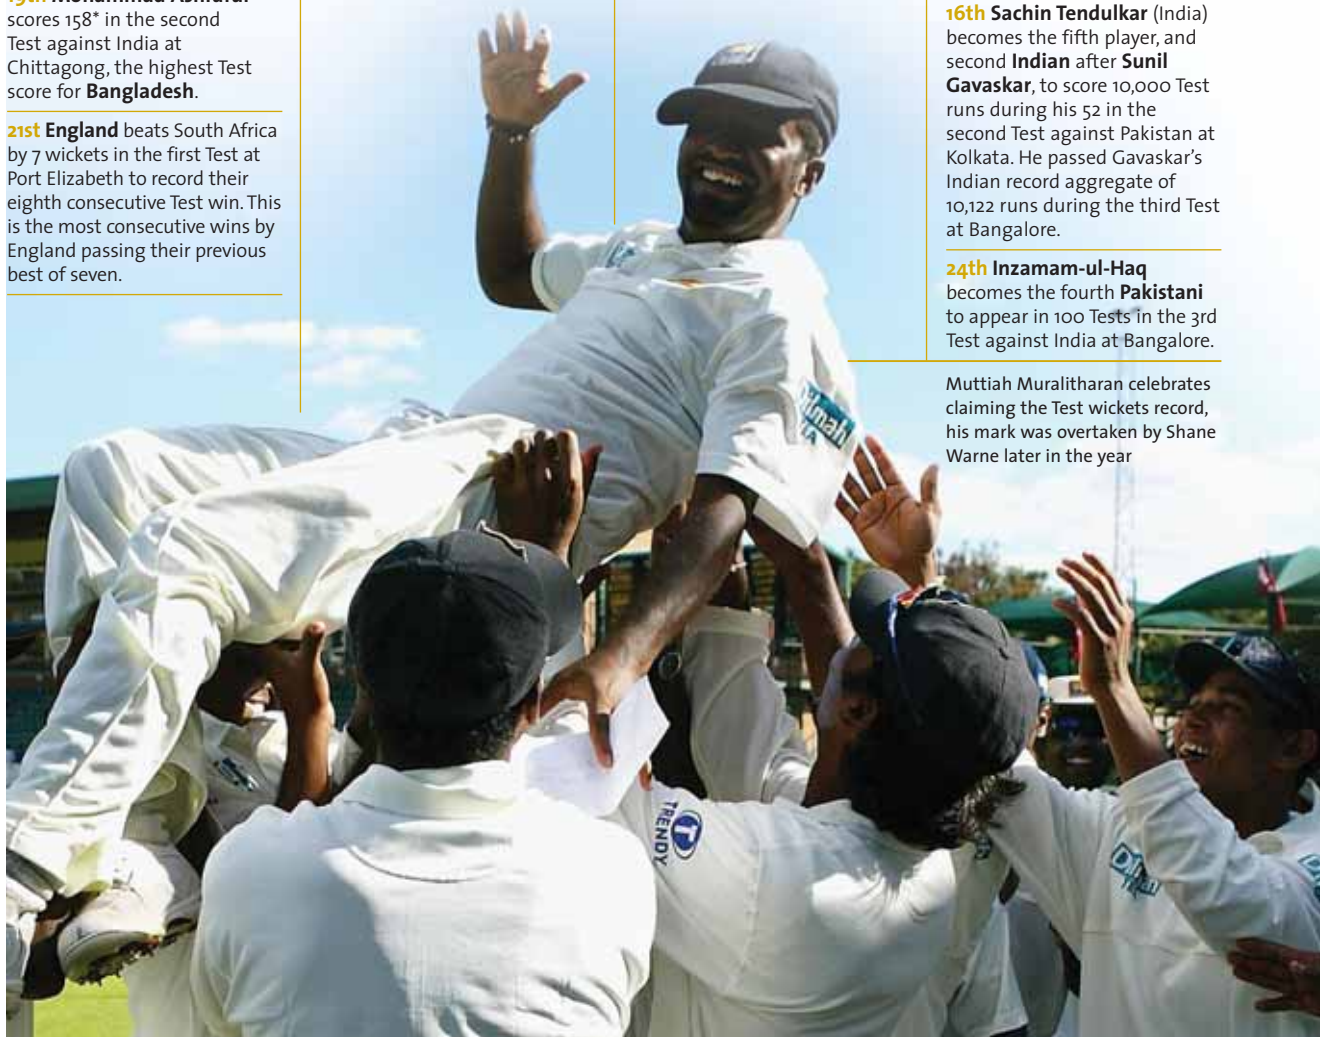 scores 158* in the second
Test against India at
Chittagong, the highest Test
score for Bangladesh.
21st England beats South Africa
by 7 wickets in the first Test at
Port Elizabeth to record their
eighth consecutive Test win. This
is the most consecutive wins by
England passing their previous
best of seven.
16th Sachin Tendulkar (India)
becomes the fifth player, and
second Indian after Sunil
Gavaskar, to score 10,000 Test
runs during his 52 in the
second Test against Pakistan at
Kolkata. He passed Gavaskar's
Indian record aggregate of
10,122 runs during the third Test
at Bangalore.
24th Inzamam-ul-Haq
becomes the fourth Pakistani
to appear in 100 Tests in the 3rd
Test against India at Bangalore.
Muttiah Muralitharan celebrates
claiming the Test wickets record,
his mark was overtaken by Shane
Warne later in the year
T
TRENDY